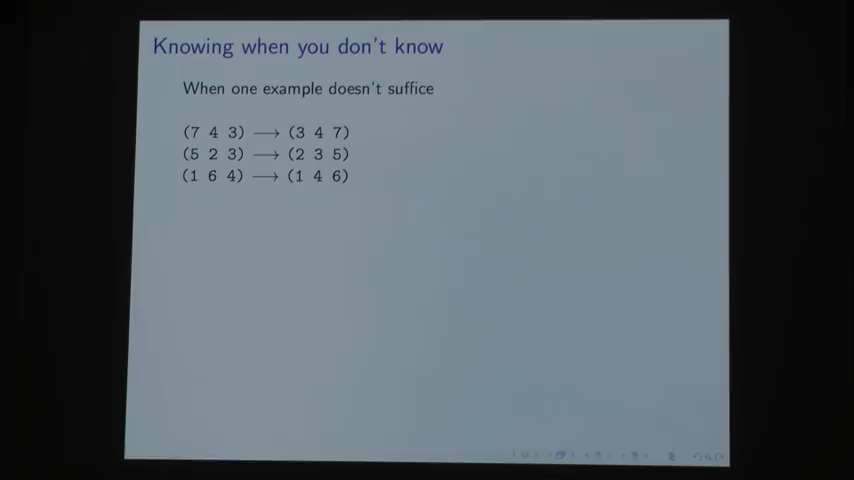 Knowing when you don't know
When one example doesn't suffice
(7 4 3) ⟶ (3 4 7)
(5 2 3) ⟶ (2 3 5)
(1 6 4) ⟶ (1 4 6)